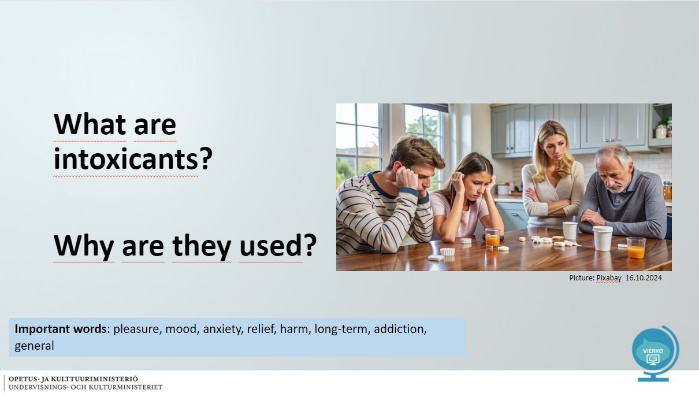 What are
intoxicants?
Why are they used?
Picture: Pixabay 16.10.2024
Important words: pleasure, mood, anxiety, relief, harm, long-term, addiction,
general
VIERKO
OPETUS- JA KULTTUURIMINISTERIÖ
UNDERVISNINGS- OCH KULTURMINISTERIET